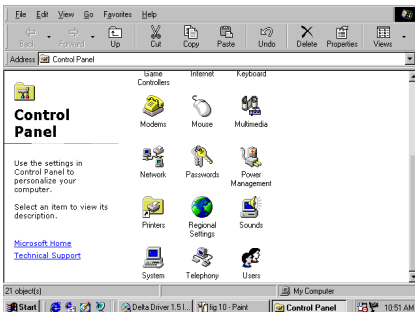 File Edit View Go Favorites Help
Back Forward Up Cut Copy Paste Undo Delete Properties Views
Address Control Panel
Control
Panel
Use the settings in
Control Panel to
personalize your
computer.
Select an item to view its
description.
Microsoft Home
Technical Support
Game
Controllers
Internet
Keyboard
Modems
Mouse
Multimedia
Network
Passwords
Power
Management
Printers
Regional
Settings
Sounds
System
Telephony
Users
21 object(s) My Computer
Start Delta Driver 1.5 I... fig 10 - Paint Control Panel 10:51 AM